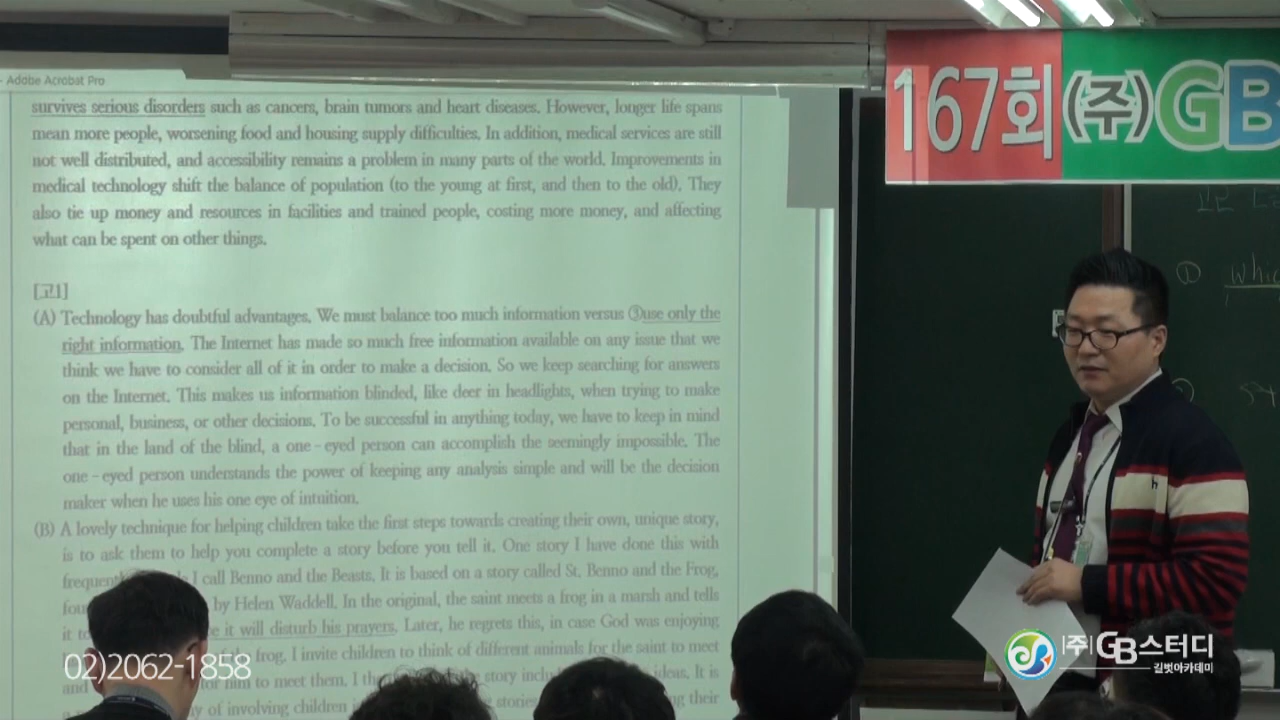 - Adobe Acrobat Pro
survives serious disorders such as cancers, brain tumors and heart diseases. However, longer life spans
mean more people, worsening food and housing supply difficulties. In addition, medical services are still
not well distributed, and accessibility remains a problem in many parts of the world. Improvements in
medical technology shift the balance of population (to the young at first, and then to the old). They
also tie up money and resources in facilities and trained people, costing more money, and affecting
what can be spent on other things.
[고1]
(A) Technology has doubtful advantages. We must balance too much information versus ③use only the
right information. The Internet has made so much free information available on any issue that we
think we have to consider all of it in order to make a decision. So we keep searching for answers
on the Internet. This makes us information blinded, like deer in headlights, when trying to make
personal, business, or other decisions. To be successful in anything today, we have to keep in mind
that in the land of the blind, a one-eyed person can accomplish the seemingly impossible. The
one-eyed person understands the power of keeping any analysis simple and will be the decision
maker when he uses his one eye of intuition.
(B) A lovely technique for helping children take the first steps towards creating their own, unique story,
is to ask them to help you complete a story before you tell it. One story I have done this with
I call Benno and the Beasts. It is based on a story called St. Benno and the Frog,
by Helen Waddell. In the original, the saint meets a frog in a marsh and tells
it it will disturb his prayers. Later, he regrets this, in case God was enjoying
frog. I invite children to think of different animals for the saint to meet
and for him to meet them. I story ideas. It is
of involving children stories their
167회 (주)GB
①
02)2062-1858
(주)GB스터디
길벗아카데미